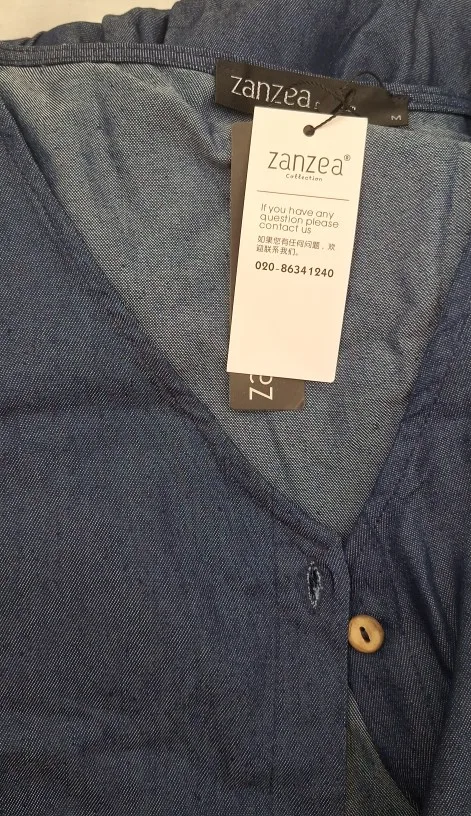 zanzea
M
zanzea®
Collection
If you have any
question please
contact us
如果您有任何问题，欢
迎联系我们。
020-86341240
za